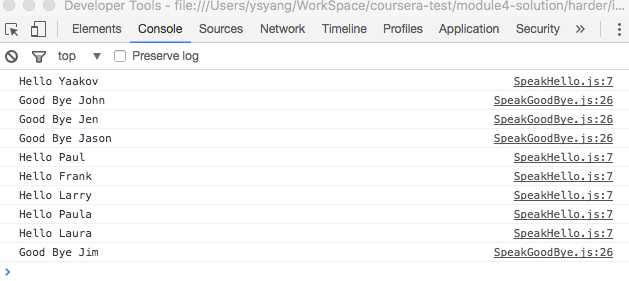 Developer Tools - file:///Users/ysyang/WorkSpace/coursera-test/module4-solution/harder/i...
Elements Console Sources Network Timeline Profiles Application Security »
top Preserve log
Hello Yaakov SpeakHello.js:7
Good Bye John SpeakGoodBye.js:26
Good Bye Jen SpeakGoodBye.js:26
Good Bye Jason SpeakGoodBye.js:26
Hello Paul SpeakHello.js:7
Hello Frank SpeakHello.js:7
Hello Larry SpeakHello.js:7
Hello Paula SpeakHello.js:7
Hello Laura SpeakHello.js:7
Good Bye Jim SpeakGoodBye.js:26